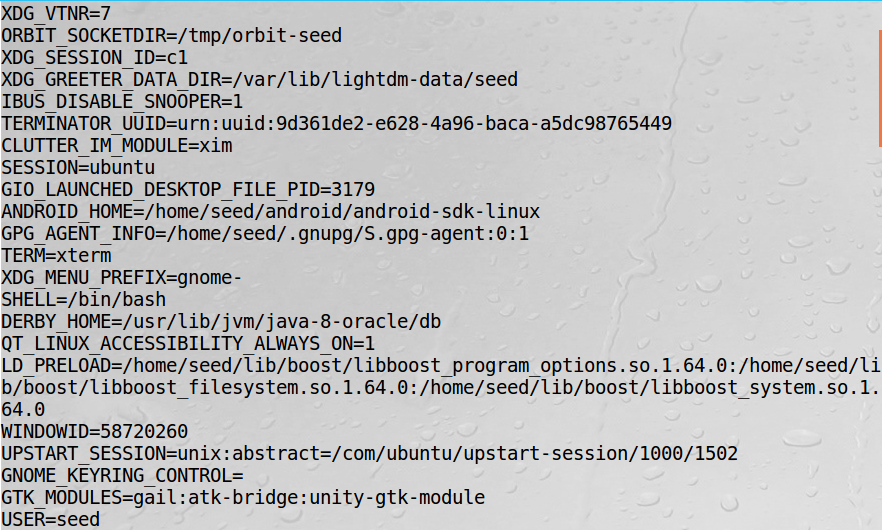 XDG_VTNR=7
ORBIT_SOCKETDIR=/tmp/orbit-seed
XDG_SESSION_ID=c1
XDG_GREETER_DATA_DIR=/var/lib/lightdm-data/seed
IBUS_DISABLE_SNOOPER=1
TERMINATOR_UUID=urn:uuid:9d361de2-e628-4a96-baca-a5dc98765449
CLUTTER_IM_MODULE=xim
SESSION=ubuntu
GIO_LAUNCHED_DESKTOP_FILE_PID=3179
ANDROID_HOME=/home/seed/android/android-sdk-linux
GPG_AGENT_INFO=/home/seed/.gnupg/S.gpg-agent:0:1
TERM=xterm
XDG_MENU_PREFIX=gnome-
SHELL=/bin/bash
DERBY_HOME=/usr/lib/jvm/java-8-oracle/db
QT_LINUX_ACCESSIBILITY_ALWAYS_ON=1
LD_PRELOAD=/home/seed/lib/boost/libboost_program_options.so.1.64.0:/home/seed/li
b/boost/libboost_filesystem.so.1.64.0:/home/seed/lib/boost/libboost_system.so.1.
64.0
WINDOWID=58720260
UPSTART_SESSION=unix:abstract=/com/ubuntu/upstart-session/1000/1502
GNOME_KEYRING_CONTROL=
GTK_MODULES=gail:atk-bridge:unity-gtk-module
USER=seed